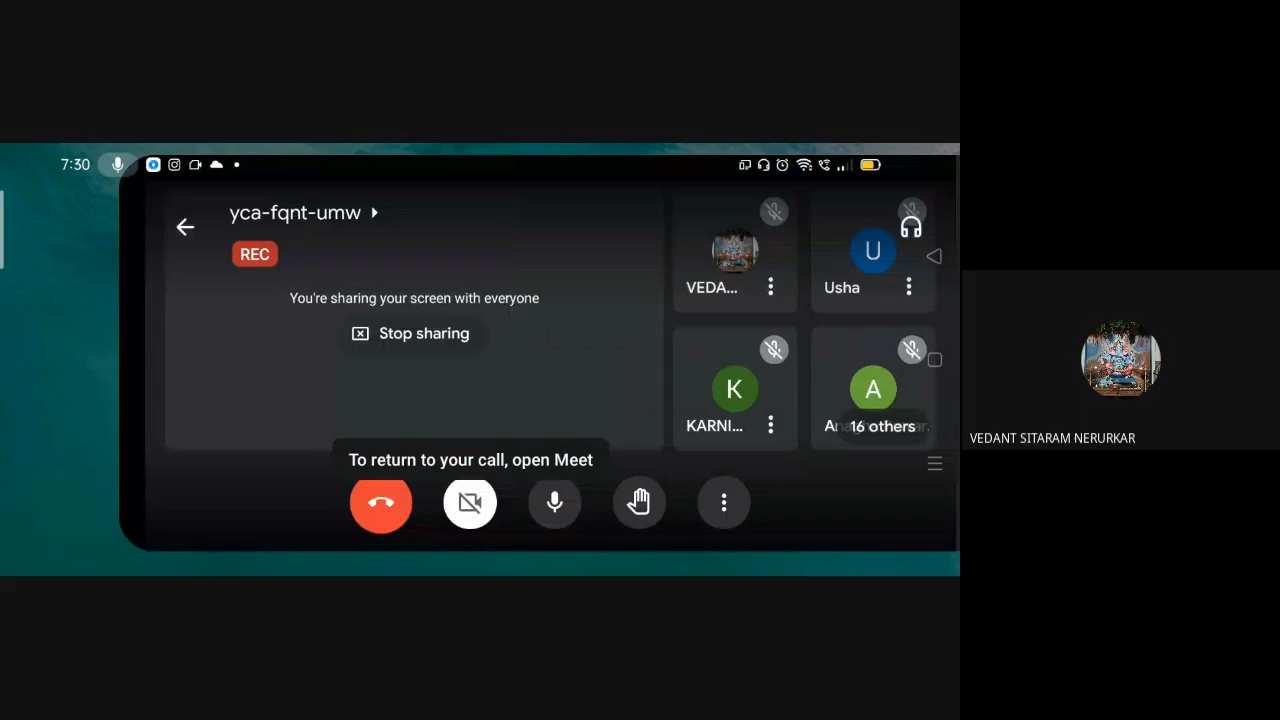 7:30
yca-fqnt-umw
REC
You're sharing your screen with everyone
Stop sharing
VEDA...
U
Usha
K
KARNI...
A
16 others
To return to your call, open Meet
VEDANT SITARAM NERURKAR